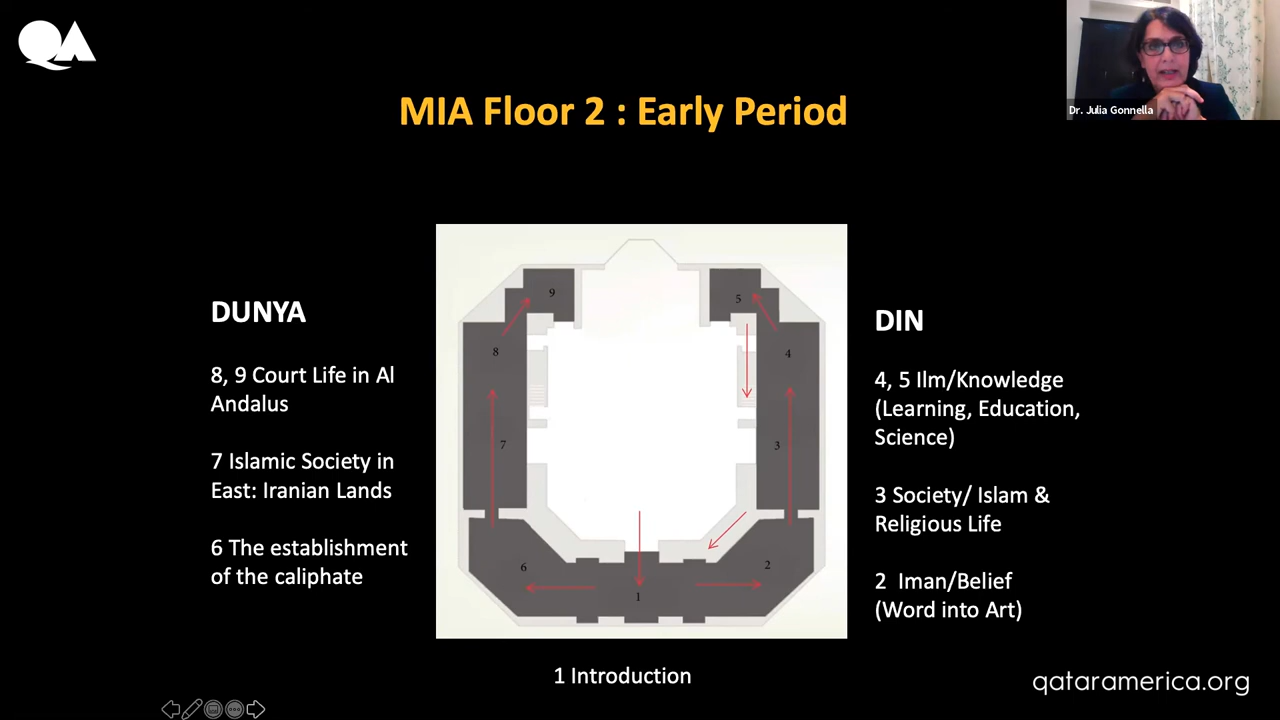 QA
Dr. Julia Gonnella
MIA Floor 2 : Early Period
DUNYA
8, 9 Court Life in Al
Andalus
7 Islamic Society in
East: Iranian Lands
6 The establishment
of the caliphate
9
8
7
6
1
5
4
3
2
DIN
4, 5 Ilm/Knowledge
(Learning, Education,
Science)
3 Society/ Islam &
Religious Life
2 Iman/Belief
(Word into Art)
1 Introduction
qataramerica.org